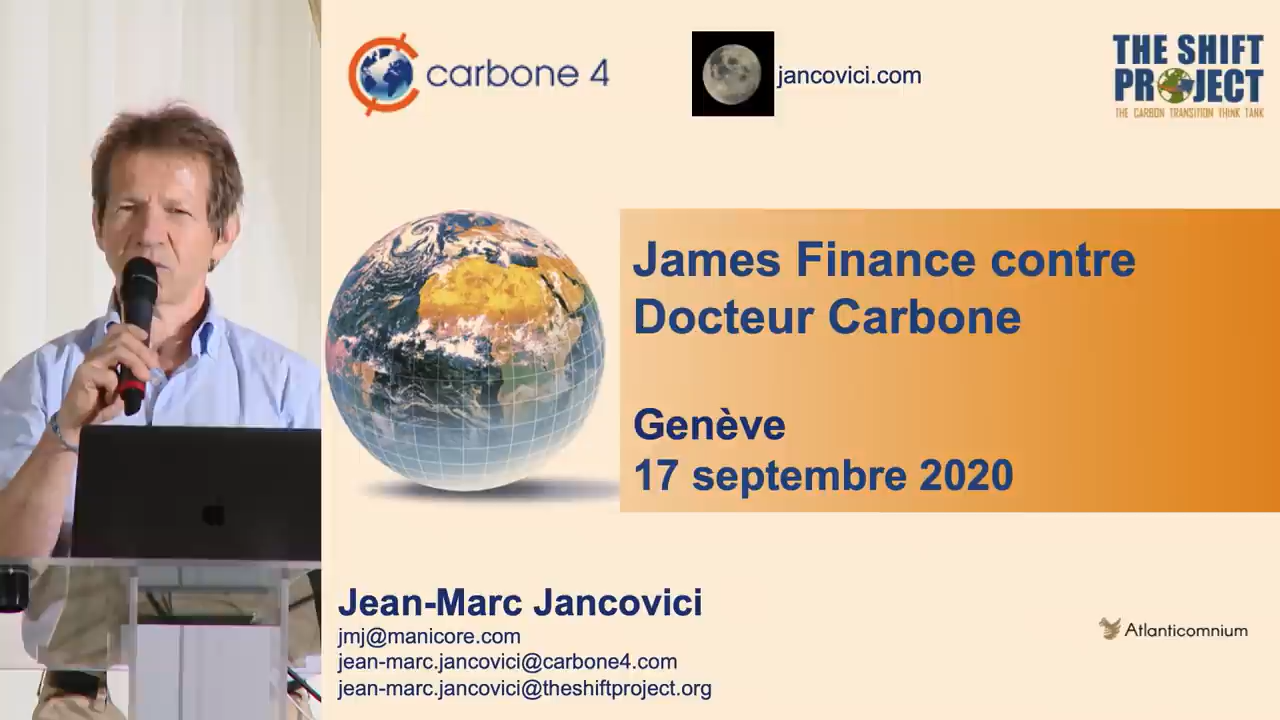 carbone 4
jancovici.com
THE SHIFT
PROJECT
THE CARBON TRANSITION THINK TANK
James Finance contre
Docteur Carbone
Genève
17 septembre 2020
Jean-Marc Jancovici
jmj@manicore.com
jean-marc.jancovici@carbone4.com
jean-marc.jancovici@theshiftproject.org
Atlanticomnium